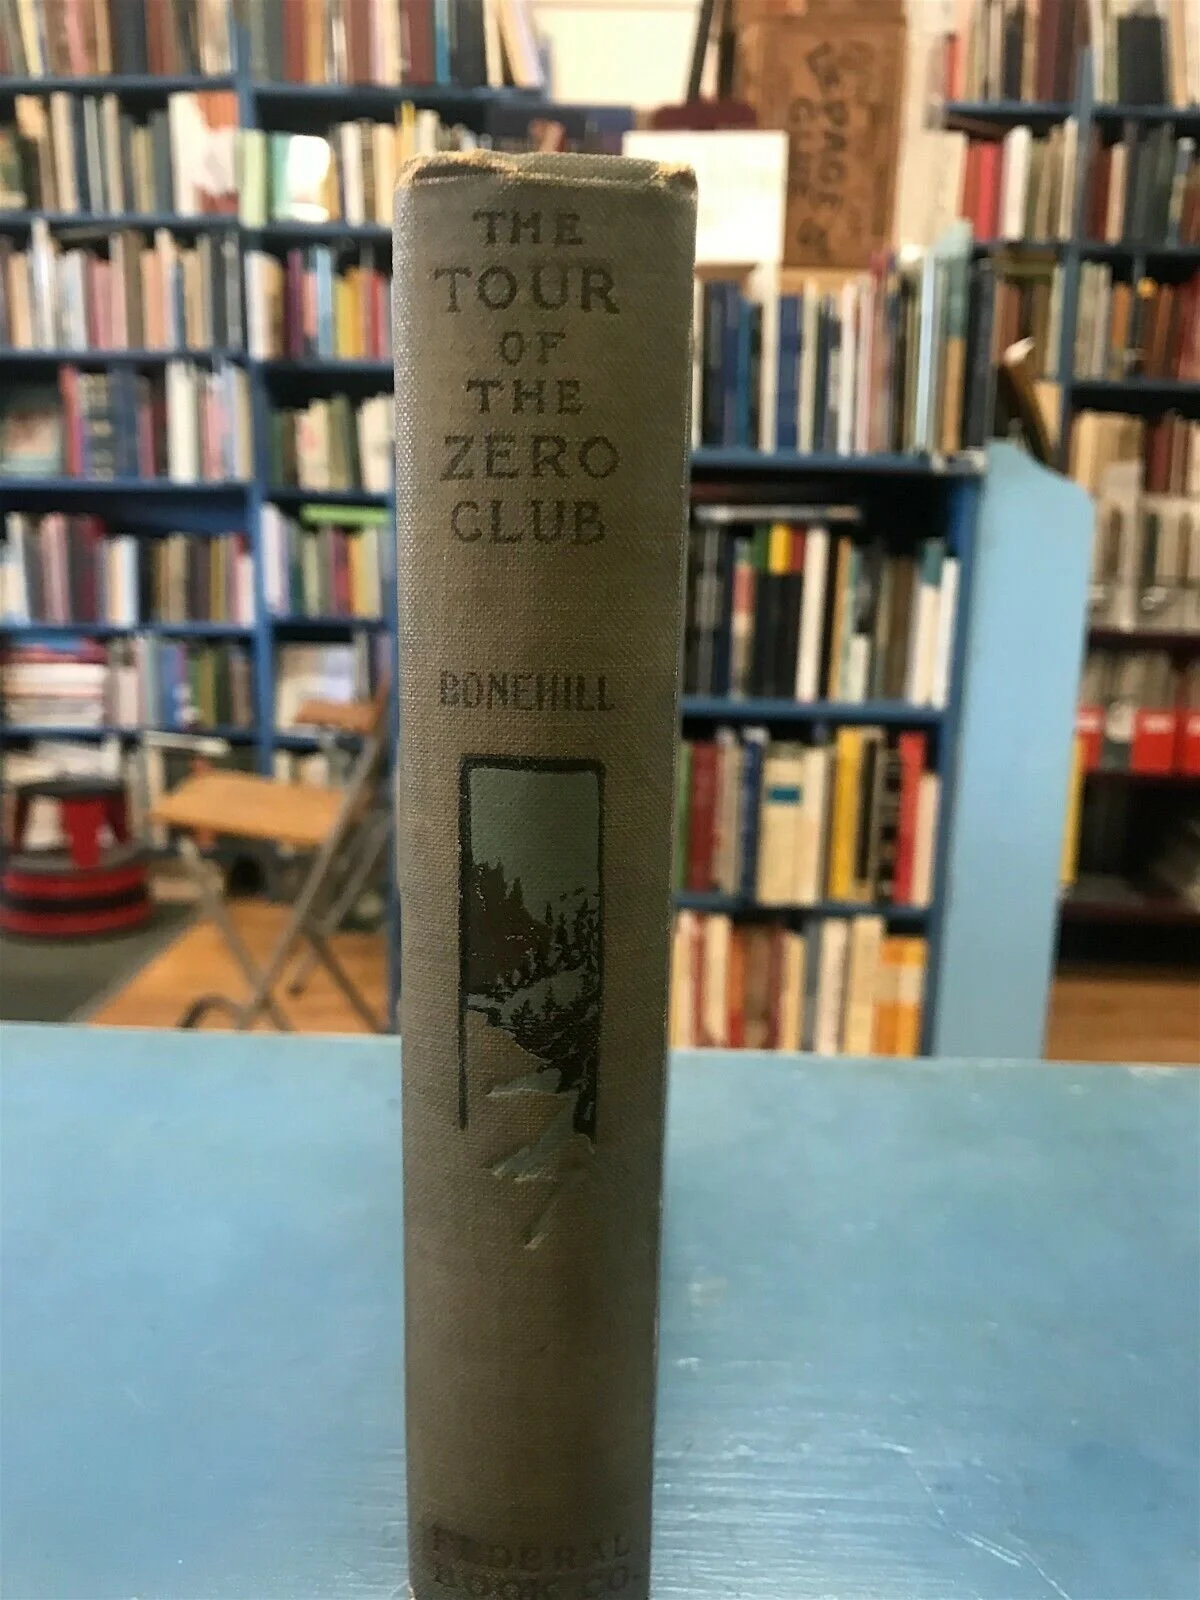 THE
TOUR
OF
THE
ZERO
CLUB
BONEHILL
FEDERAL
BOOK CO.